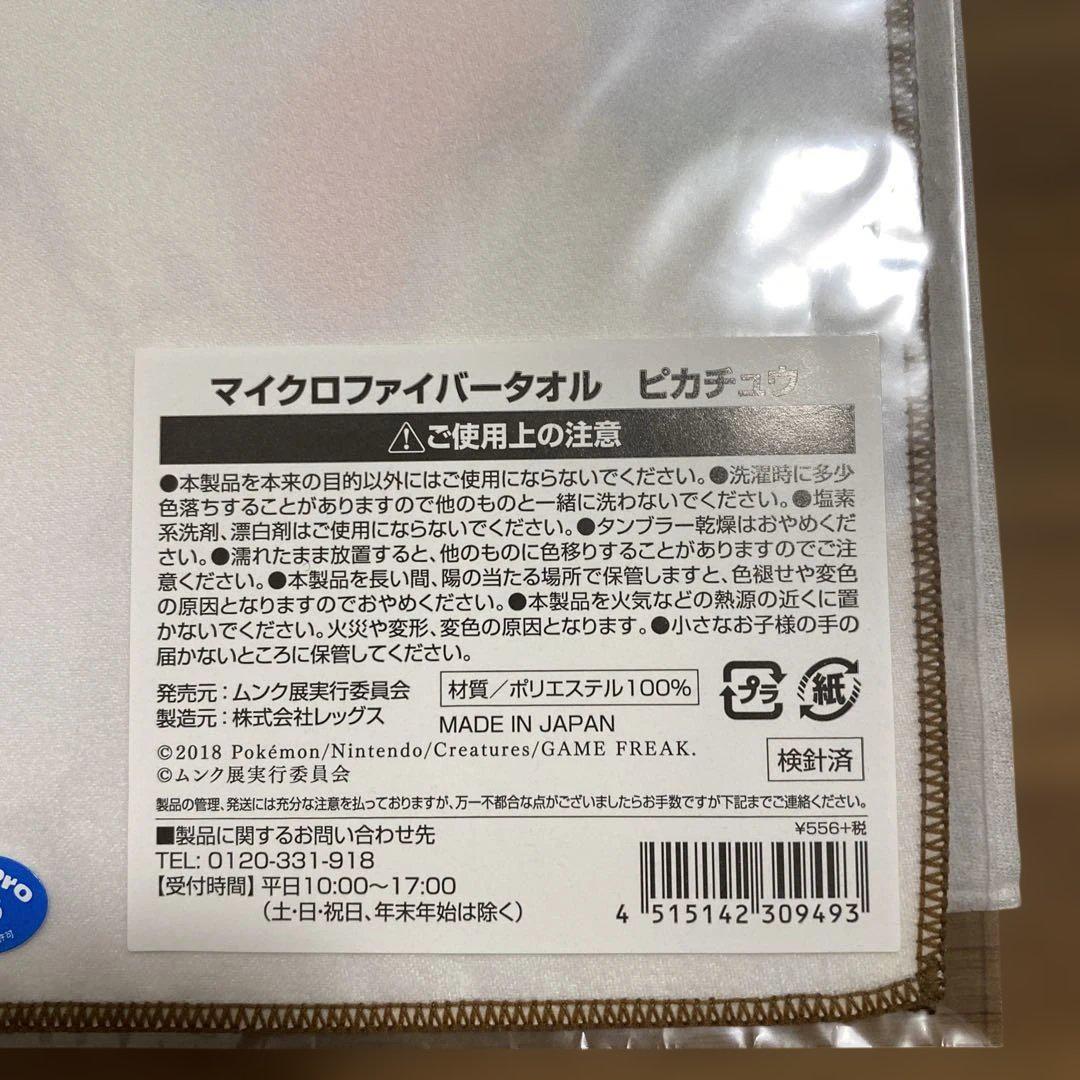 マイクロファイバータオル ピカチュウ
⚠ご使用上の注意
●本製品を本来の目的以外にはご使用にならないでください。●洗濯時に多少
色落ちすることがありますので他のものと一緒に洗わないでください。●塩素
系洗剤、漂白剤はご使用にならないでください。●タンブラー乾燥はおやめくだ
さい。●濡れたまま放置すると、他のものに色移りすることがありますのでご注
意ください。●本製品を長い間、陽の当たる場所で保管しますと、色褪せや変色
の原因となりますのでおやめください。●本製品を火気などの熱源の近くに置
かないでください。火災や変形、変色の原因となります。●小さなお子様の手の
届かないところに保管してください。
発売元:ムンク展実行委員会
製造元:株式会社レッグス
材質/ポリエステル100%
MADE IN JAPAN
プラ
紙
©2018 Pokémon/Nintendo/Creatures/GAME FREAK.
©ムンク展実行委員会
検針済
製品の管理、発送には充分な注意を払っておりますが、万一不都合な点がございましたらお手数ですが下記までご連絡ください。
■製品に関するお問い合わせ先
TEL: 0120-331-918
【受付時間】平日10:00〜17:00
(土・日・祝日、年末年始は除く)
¥556+税
4 515142 309493
許可